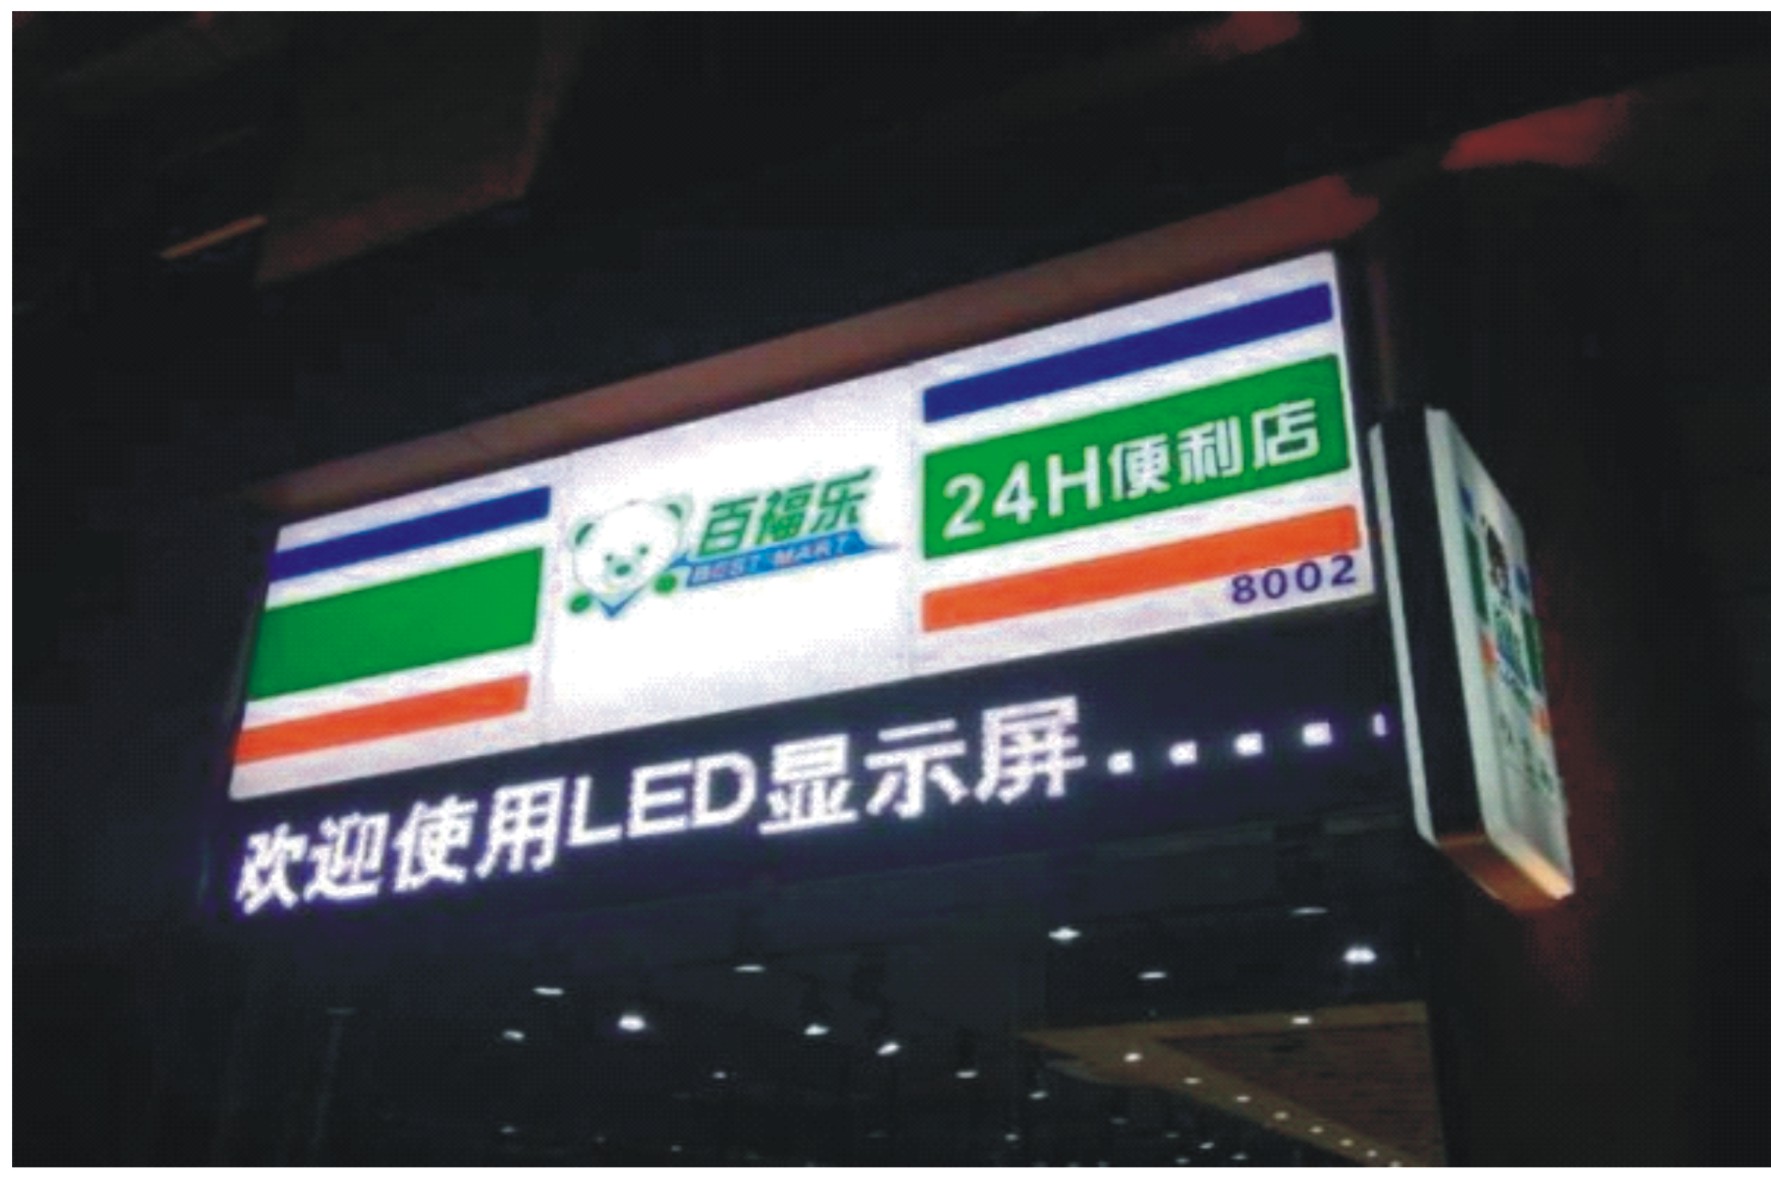 百福乐
BEST MART
24H便利店
8002
欢迎使用LED显示屏......